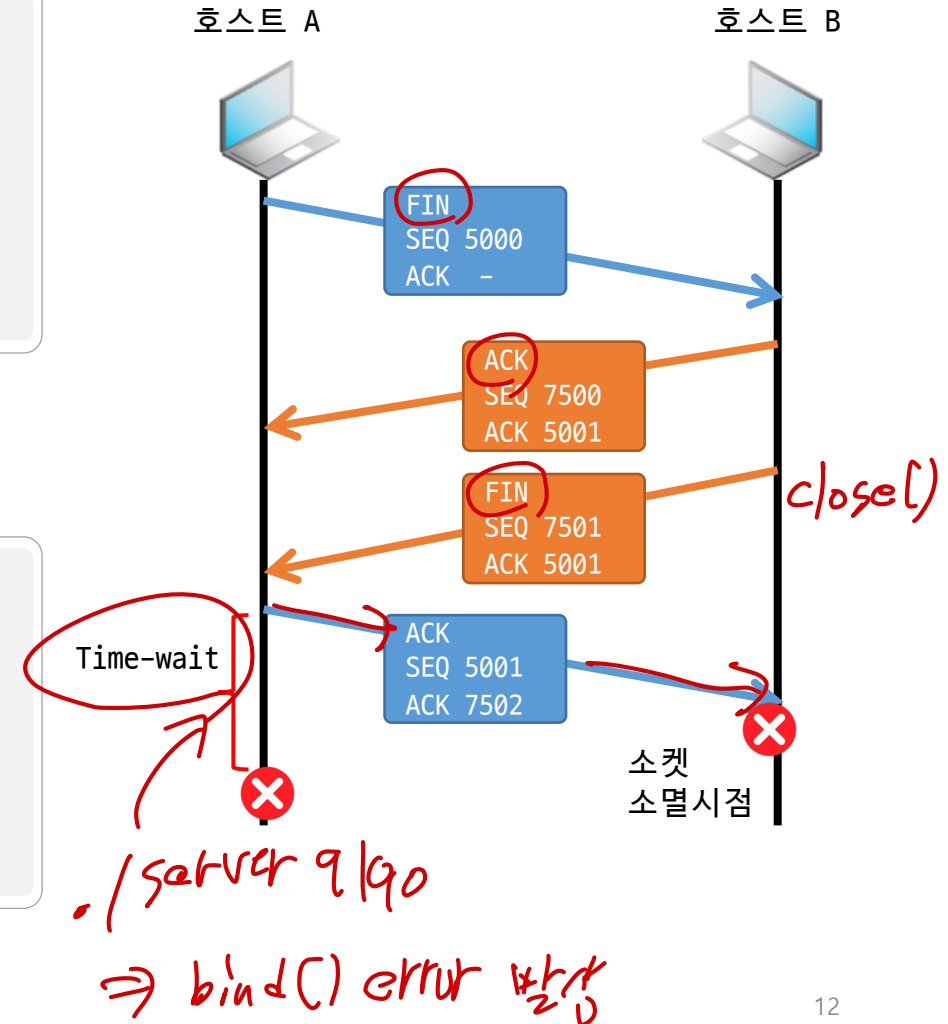 호스트 A
호스트 B
FIN
SEQ 5000
ACK -
ACK
SEQ 7500
ACK 5001
FIN
SEQ 7501
ACK 5001
close()
Time-wait
ACK
SEQ 5001
ACK 7502
소켓
소멸시점
./server 9190
⇒ bind() error 발생
12